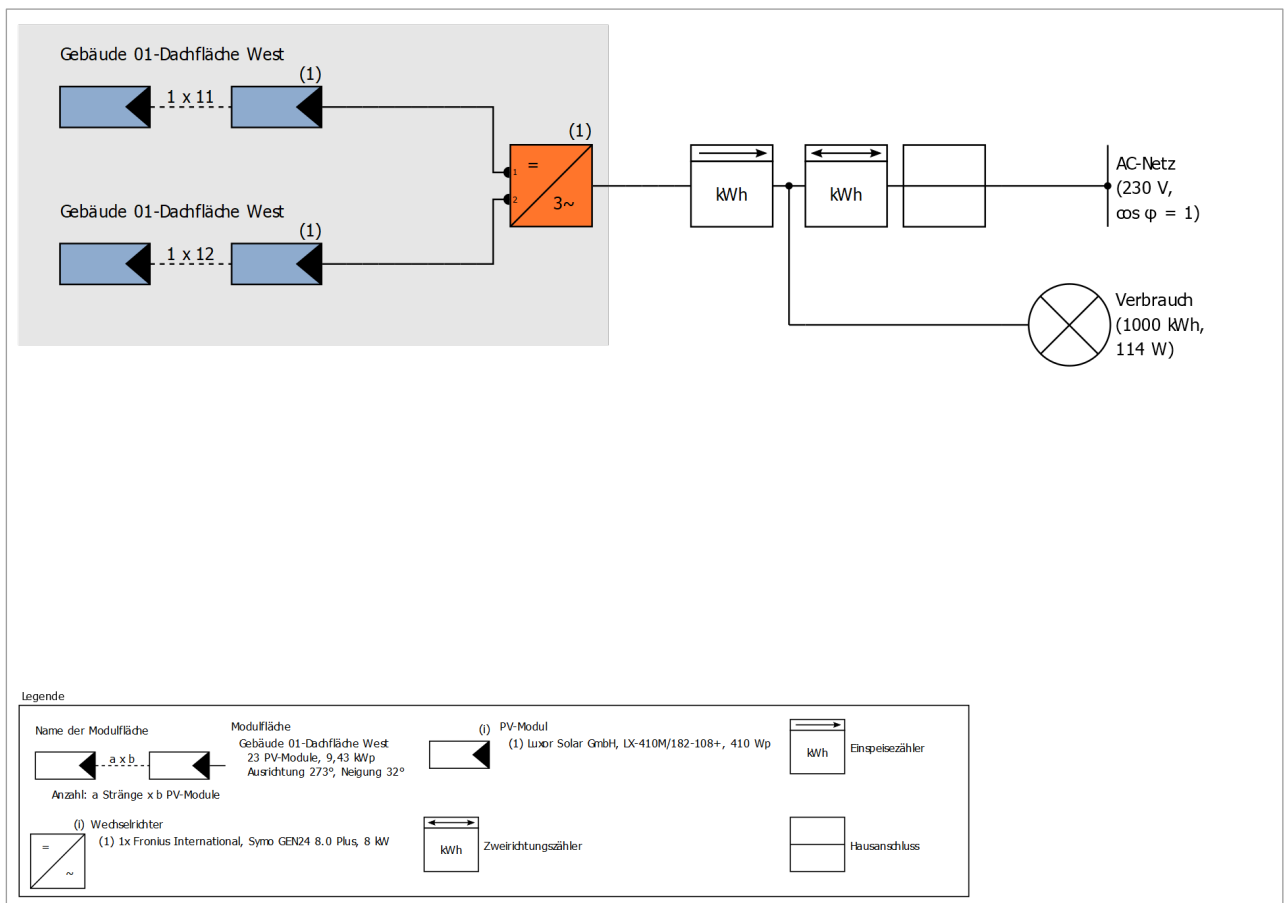 Gebäude 01-Dachfläche West
(1)
1 x 11
(1)
=
1
2
3~
Gebäude 01-Dachfläche West
(1)
1 x 12
kWh
kWh
AC-Netz
(230 V,
cos φ = 1)
Verbrauch
(1000 kWh,
114 W)
Legende
Name der Modulfläche
a x b
Anzahl: a Stränge x b PV-Module
Modulfläche
Gebäude 01-Dachfläche West
23 PV-Module, 9,43 kWp
Ausrichtung 273°, Neigung 32°
(i) PV-Modul
(1) Luxor Solar GmbH, LX-410M/182-108+, 410 Wp
kWh
Einspeisezähler
(i) Wechselrichter
(1) 1x Fronius International, Symo GEN24 8.0 Plus, 8 kW
=
~
kWh
Zweirichtungszähler
Hausanschluss